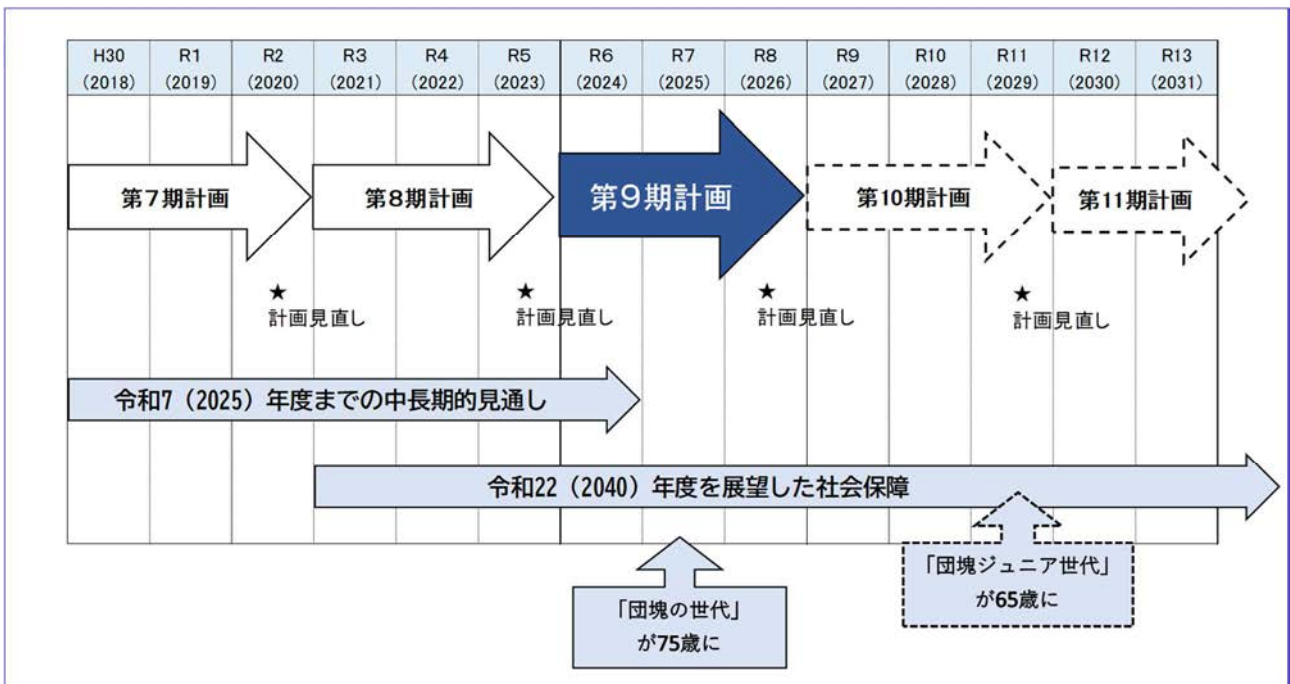 H30 R1 R2 R3 R4 R5 R6 R7 R8 R9 R10 R11 R12 R13
(2018) (2019) (2020) (2021) (2022) (2023) (2024) (2025) (2026) (2027) (2028) (2029) (2030) (2031)
第7期計画
第8期計画
第9期計画
第10期計画
第11期計画
★
計画見直し
★
計画見直し
★
計画見直し
★
計画見直し
令和7（2025）年度までの中長期的見通し
令和22（2040）年度を展望した社会保障
「団塊の世代」
が75歳に
「団塊ジュニア世代」
が65歳に